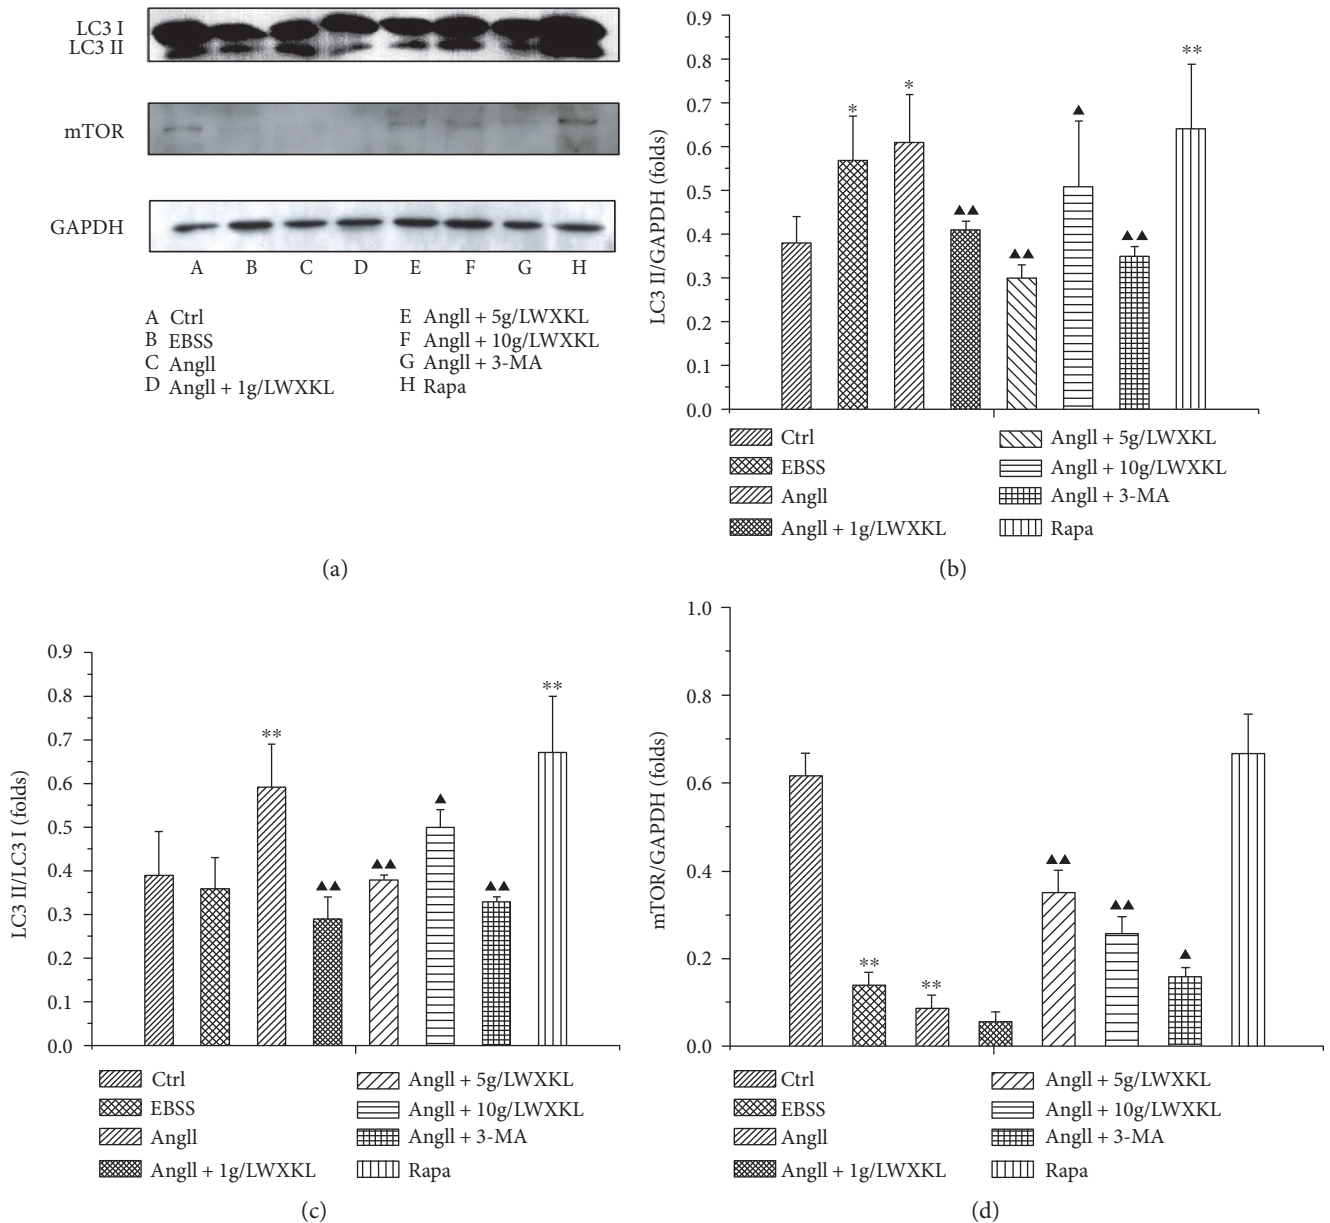 LC3 I
LC3 II
mTOR
GAPDH
A B C D E F G H
A Ctrl
B EBSS
C Angll
D Angll + 1g/LWXKL
E Angll + 5g/LWXKL
F Angll + 10g/LWXKL
G Angll + 3-MA
H Rapa
(a)
LC3 II/GAPDH (folds)
0.9
0.8
0.7
0.6
0.5
0.4
0.3
0.2
0.1
0.0
* * ▲▲ ▲▲ ▲ ▲▲ **
Ctrl
EBSS
Angll
Angll + 1g/LWXKL
Angll + 5g/LWXKL
Angll + 10g/LWXKL
Angll + 3-MA
Rapa
(b)
LC3 II/LC3 I (folds)
0.9
0.8
0.7
0.6
0.5
0.4
0.3
0.2
0.1
0.0
** ▲▲ ▲▲ ▲ ▲▲ **
Ctrl
EBSS
Angll
Angll + 1g/LWXKL
Angll + 5g/LWXKL
Angll + 10g/LWXKL
Angll + 3-MA
Rapa
(c)
mTOR/GAPDH (folds)
1.0
0.8
0.6
0.4
0.2
0.0
** ** ▲▲ ▲▲ ▲
Ctrl
EBSS
Angll
Angll + 1g/LWXKL
Angll + 5g/LWXKL
Angll + 10g/LWXKL
Angll + 3-MA
Rapa
(d)